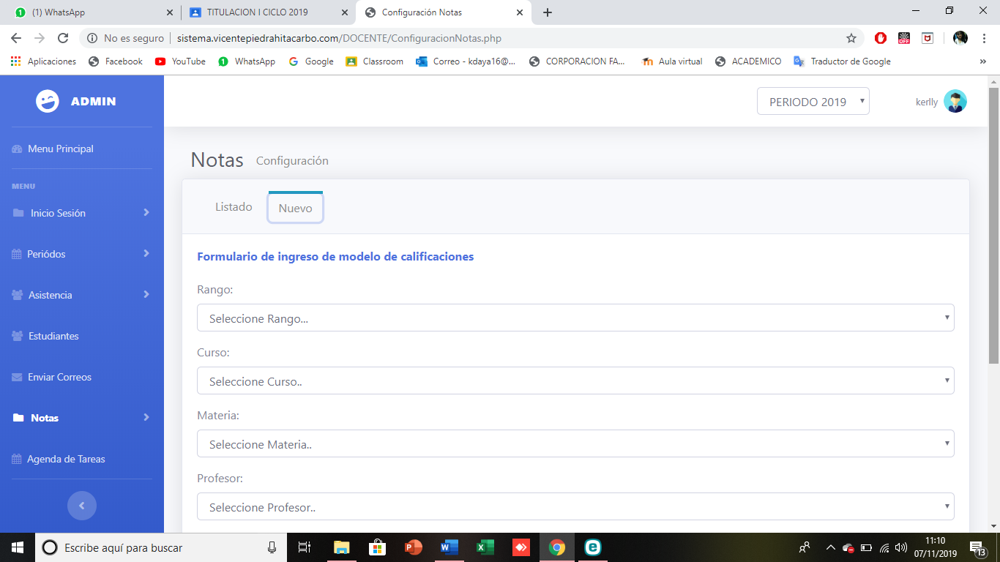 (1) WhatsApp
TITULACION I CICLO 2019
Configuración Notas
No es seguro | sistema.vicentepiedrahitacarbo.com/DOCENTE/ConfiguracionNotas.php
OFF
Aplicaciones Facebook YouTube WhatsApp Google Classroom Correo - kdaya16@... CORPORACION FA... Aula virtual ACADEMICO Traductor de Google »
ADMIN
Menu Principal
MENU
Inicio Sesión
Periódos
Asistencia
Estudiantes
Enviar Correos
Notas
Agenda de Tareas
PERIODO 2019
kerlly
Notas Configuración
Listado Nuevo
Formulario de ingreso de modelo de calificaciones
Rango:
Seleccione Rango...
Curso:
Seleccione Curso..
Materia:
Seleccione Materia..
Profesor:
Seleccione Profesor..
Escribe aquí para buscar
11:10
07/11/2019
13